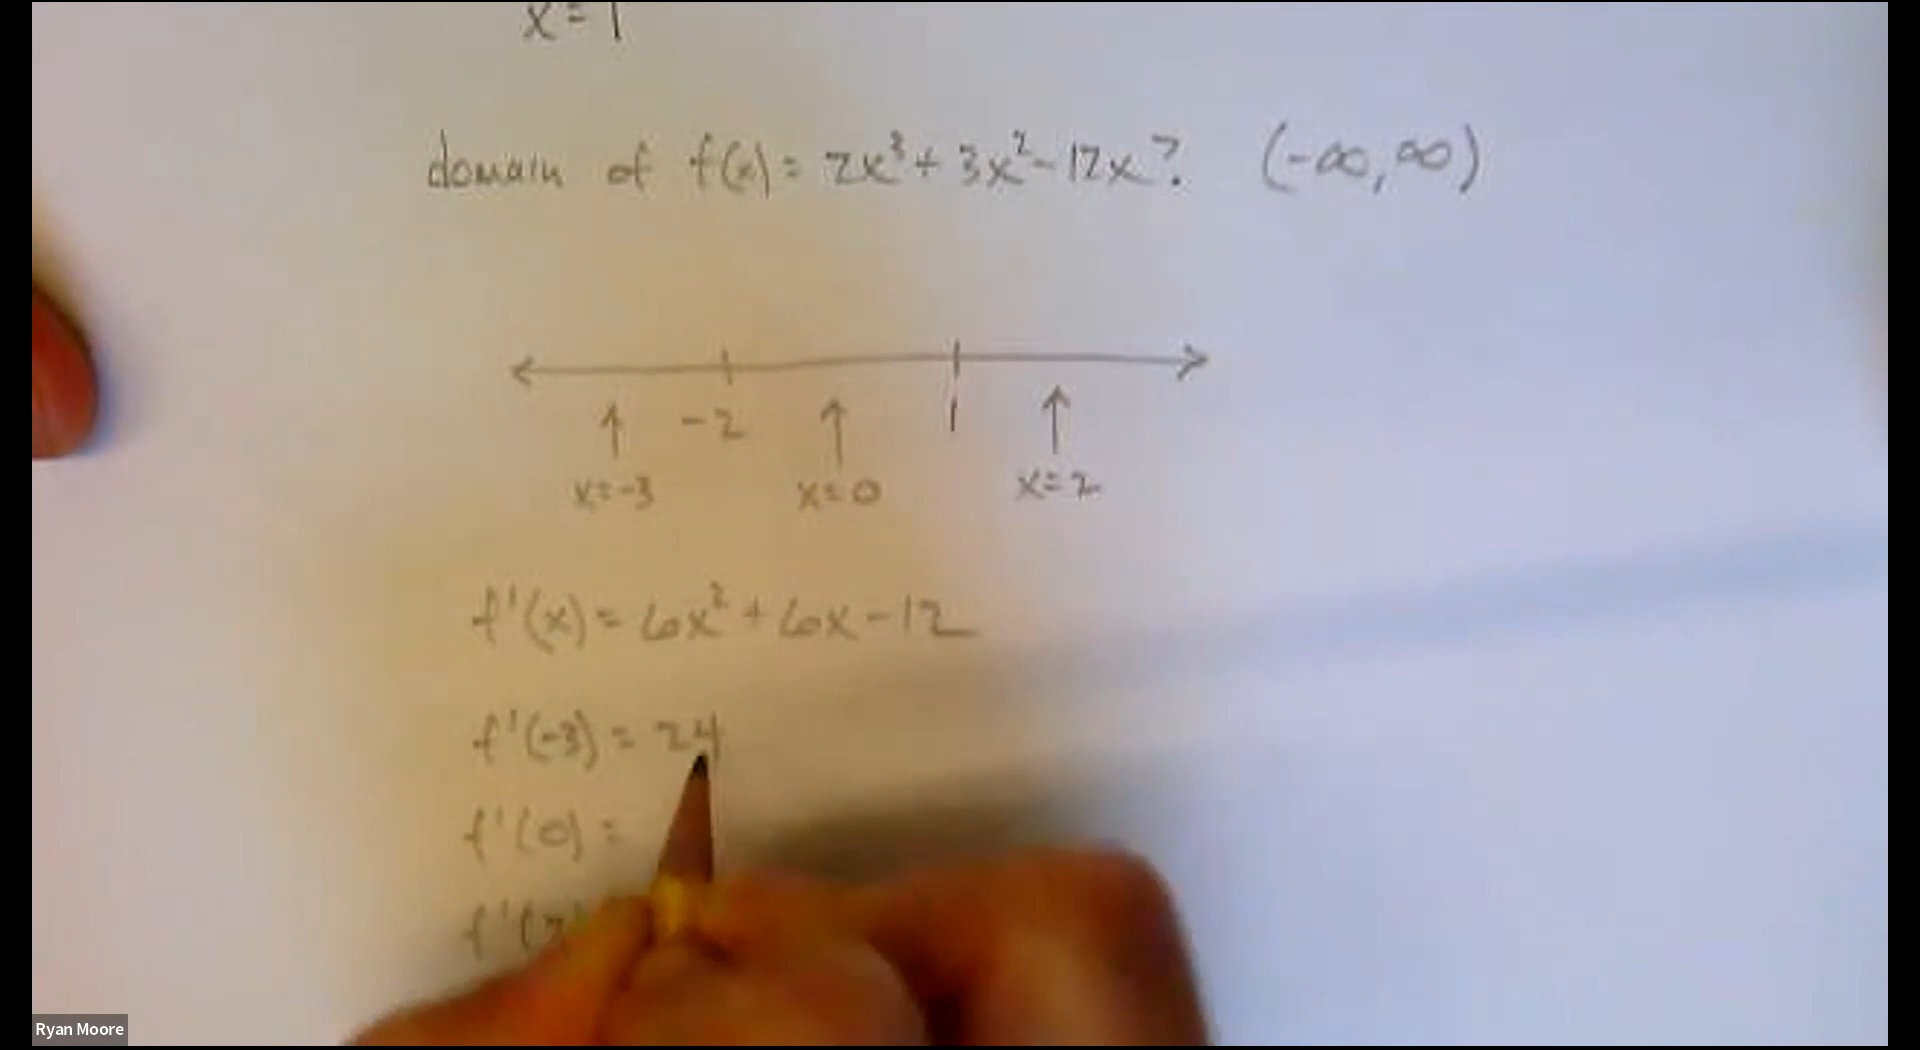 x = 1
domain of f(x) = 2x³ + 3x² - 12x? (-∞, ∞)
-2 1
x=-3 x=0 x=2
f'(x) = 6x² + 6x - 12
f'(-3) = 24
f'(0) =
f'(2
Ryan Moore